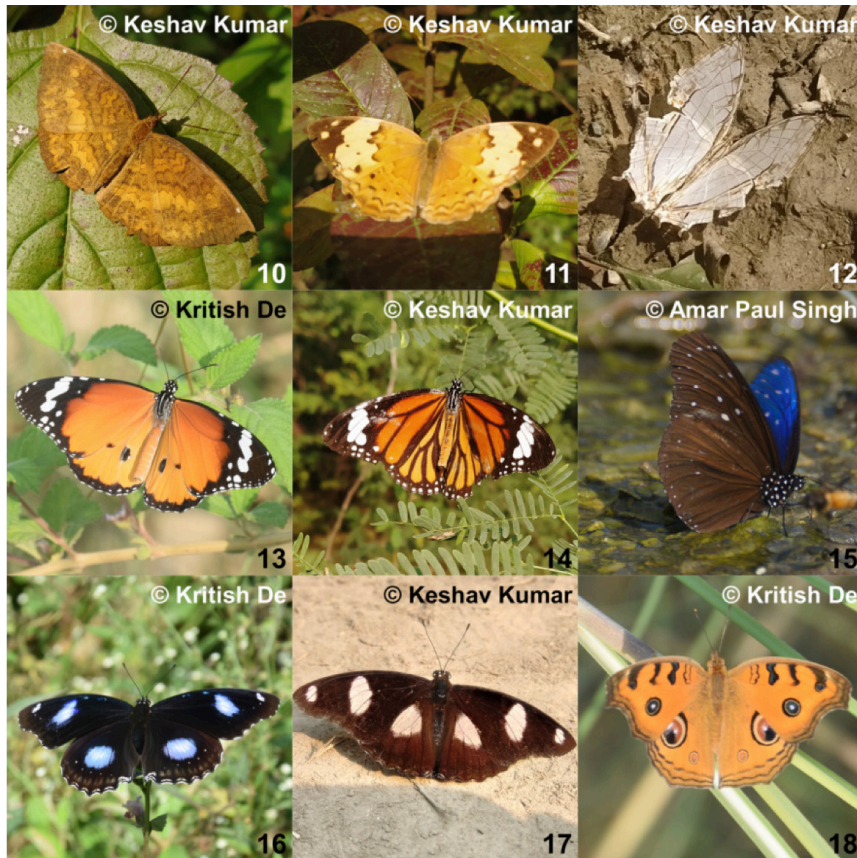 © Keshav Kumar
10
© Keshav Kumar
11
© Keshav Kumar
12
© Kritish De
13
© Keshav Kumar
14
© Amar Paul Singh
15
© Kritish De
16
© Keshav Kumar
17
© Kritish De
18